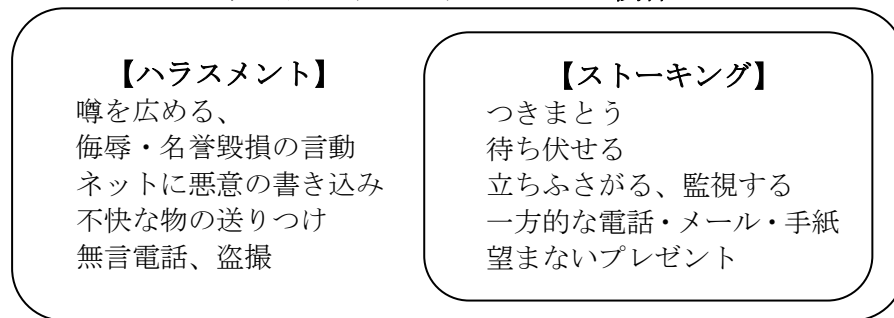 【ハラスメント】
噂を広める、
侮辱・名誉毀損の言動
ネットに悪意の書き込み
不快な物の送りつけ
無言電話、盗撮
【ストーキング】
つきまとう
待ち伏せる
立ちふさがる、監視する
一方的な電話・メール・手紙
望まないプレゼント